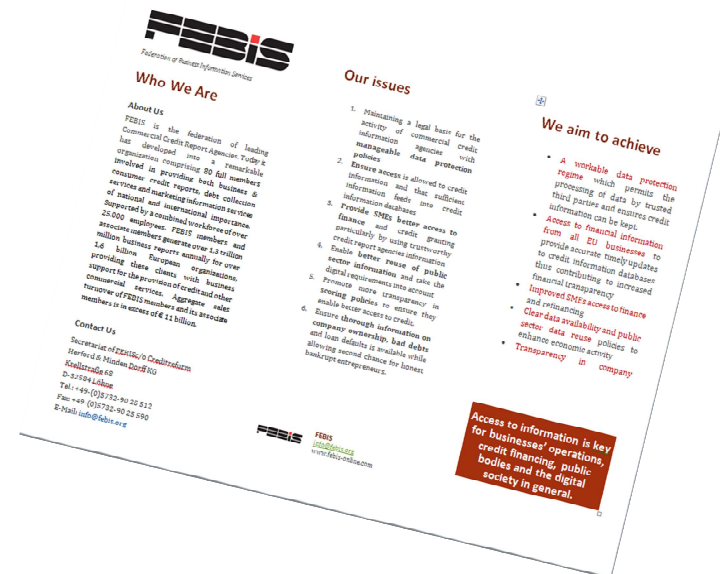 FEBIS
Federation of Business Information Services
Who We Are
About Us
FEBIS is the federation of leading
Commercial Credit Report Agencies. Today it
has developed into a remarkable
organization comprising 80 full members
involved in providing both business &
consumer credit reports, debt collection
services and marketing information services
of national and international importance.
Supported by a combined workforce of over
25.000 employees. FEBIS members and
associate members generate over 1,3 trillion
million business reports annually for over
1,6 billion European organizations,
providing these clients with business
support for the provision of credit and other
commercial services. Aggregate sales
turnover of FEBIS members and its associate
members is in excess of € 12 billion.
Contact Us
Secretariat of FEBIS c/o Creditreform
Herford & Minden Dorff KG
Krellstraße 68
D-32584 Löhne
Tel.: +49-(0)5732-90 28 512
Fax: +49-(0)5732-90 28 590
E-Mail: info@febis.org
Our issues
1. Maintaining a legal basis for the
activity of commercial credit
information agencies with
manageable data protection
policies
2. Ensure access is allowed to credit
information and that sufficient
information feeds into credit
information databases
3. Provide SMEs better access to
finance and credit granting
particularly by using trustworthy
credit report agencies information
4. Enable better reuse of public
sector information and take the
digital requirements into account
5. Promote more transparency in
scoring policies to ensure they
enable better access to credit.
6. Ensure thorough information on
company ownership, bad debts
and loan defaults is available while
allowing second chance for honest
bankrupt entrepreneurs.
FEBIS
FEBIS
info@febis.org
www.febis-online.com
We aim to achieve
• A workable data protection
regime which permits the
processing of data by trusted
third parties and ensures credit
information can be kept.
• Access to financial information
from all EU businesses to
provide accurate timely updates
to credit information databases
thus contributing to increased
financial transparency
• Improved SMEs access to finance
and refinancing
• Clear data availability and public
sector data reuse policies to
enhance economic activity
• Transparency in company
Access to information is key
for businesses' operations,
credit financing, public
bodies and the digital
society in general.